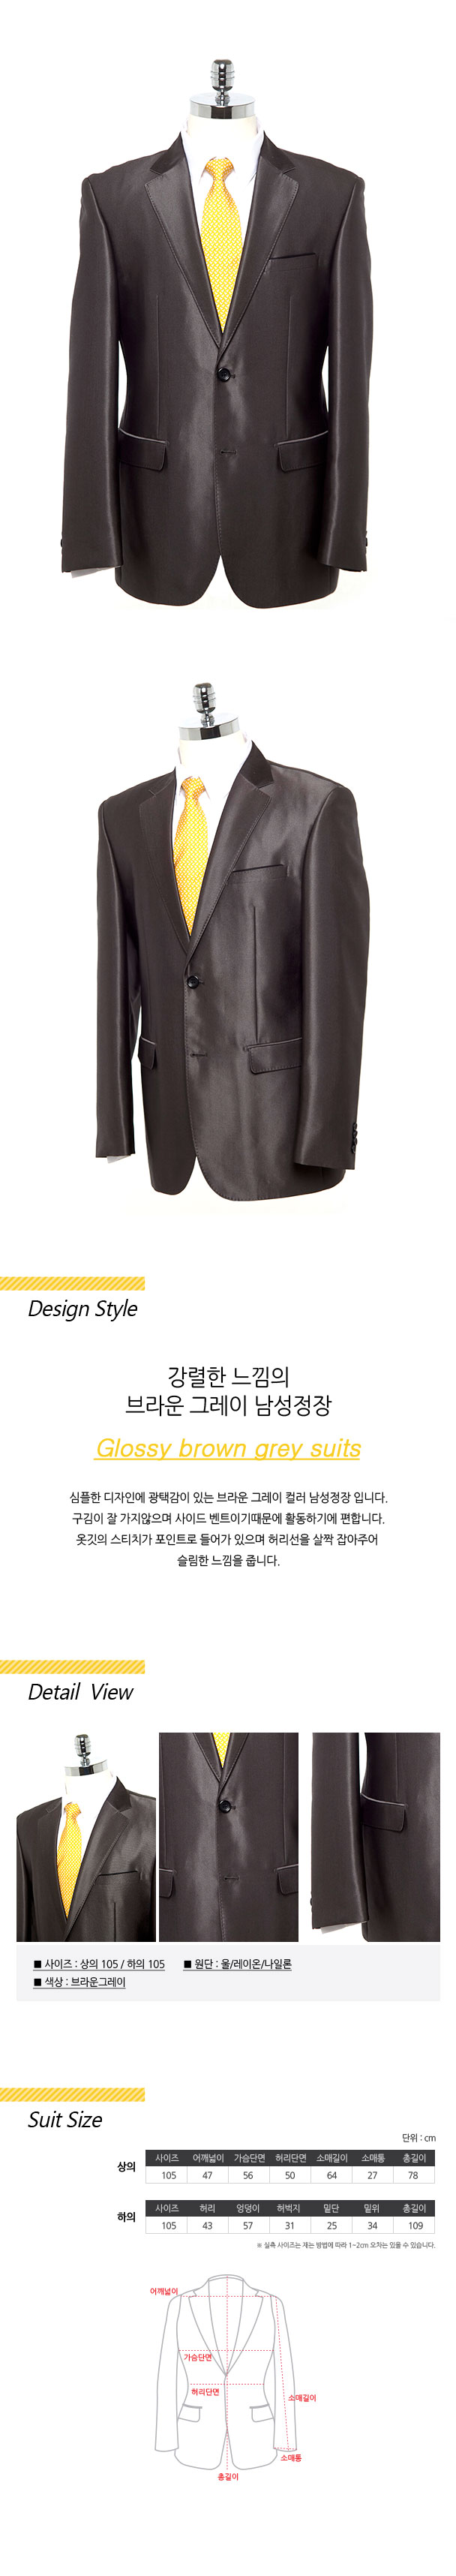 Design Style
강렬한 느낌의
브라운 그레이 남성정장
Glossy brown grey suits
심플한 디자인에 광택감이 있는 브라운 그레이 컬러 남성정장 입니다.
구김이 잘 가지않으며 사이드 벤트이기때문에 활동하기에 편합니다.
옷깃의 스티치가 포인트로 들어가 있으며 허리선을 살짝 잡아주어
슬림한 느낌을 줍니다.
Detail View
■ 사이즈 : 상의 105 / 하의 105 ■ 원단 : 울/레이온/나일론
■ 색상 : 브라운그레이
Suit Size
단위 : cm
상의
사이즈 어깨넓이 가슴단면 허리단면 소매길이 소매통 총길이
105 47 56 50 64 27 78
하의
사이즈 허리 엉덩이 허벅지 밑단 밑위 총길이
105 43 57 31 25 34 109
※ 실측 사이즈는 재는 방법에 따라 1~2cm 오차는 있을 수 있습니다.
어깨넓이
가슴단면
허리단면
소매길이
소매통
총길이